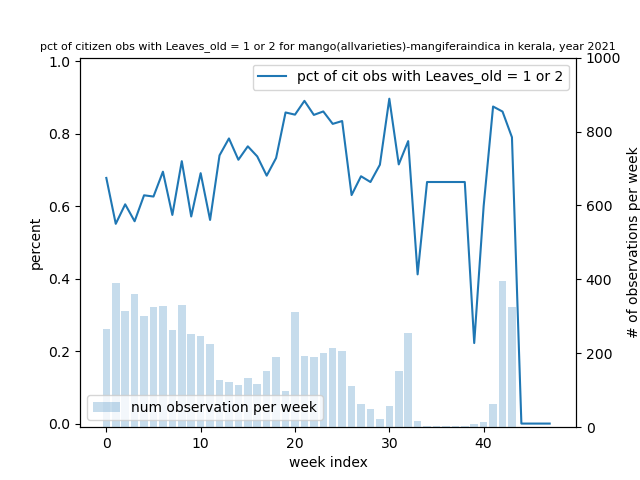 pct of citizen obs with Leaves_old = 1 or 2 for mango(allvarieties)-mangiferaindica in kerala, year 2021
pct of cit obs with Leaves_old = 1 or 2
num observation per week
percent
1.0
0.8
0.6
0.4
0.2
0.0
1000
800
600
400
200
0
# of observations per week
0
10
20
30
40
week index